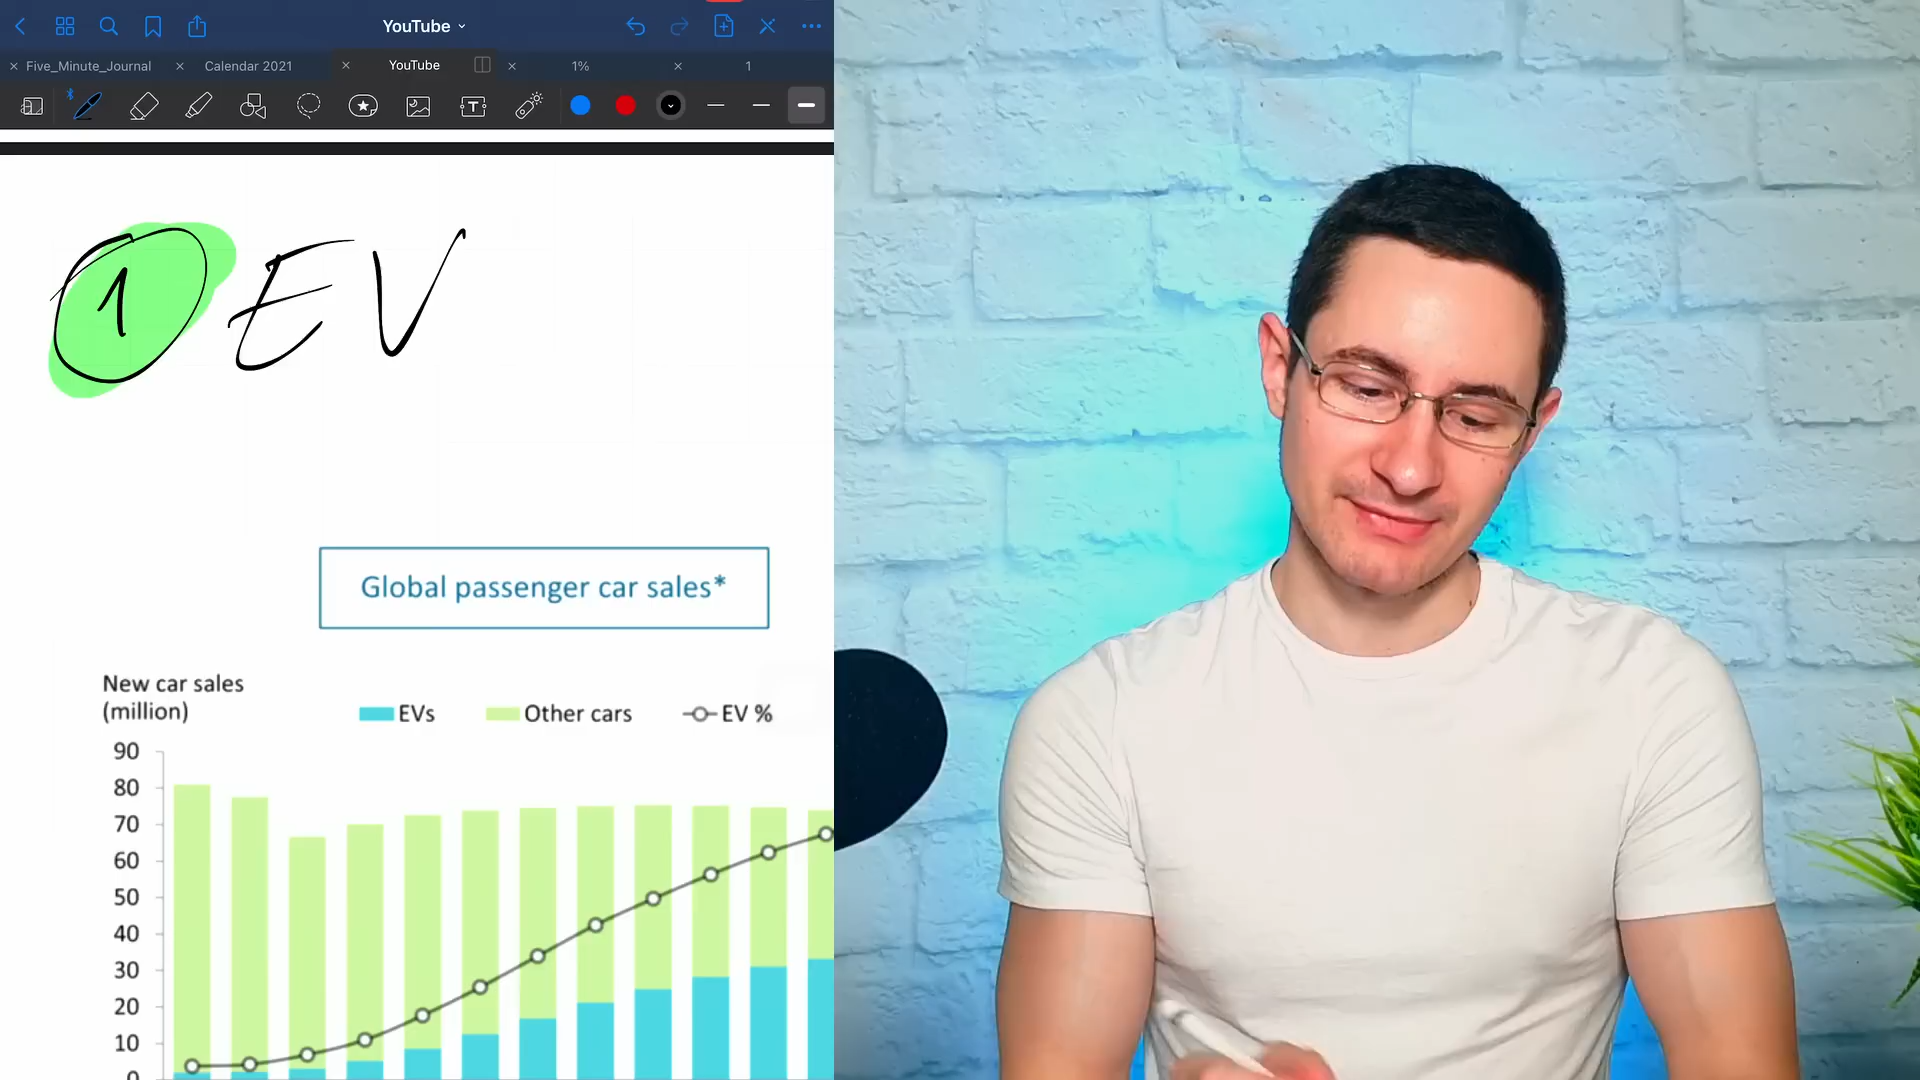 YouTube
Five_Minute_Journal
Calendar 2021
YouTube
1%
1
1 EV
Global passenger car sales*
New car sales
(million)
EVs
Other cars
EV %
90
80
70
60
50
40
30
20
10
0